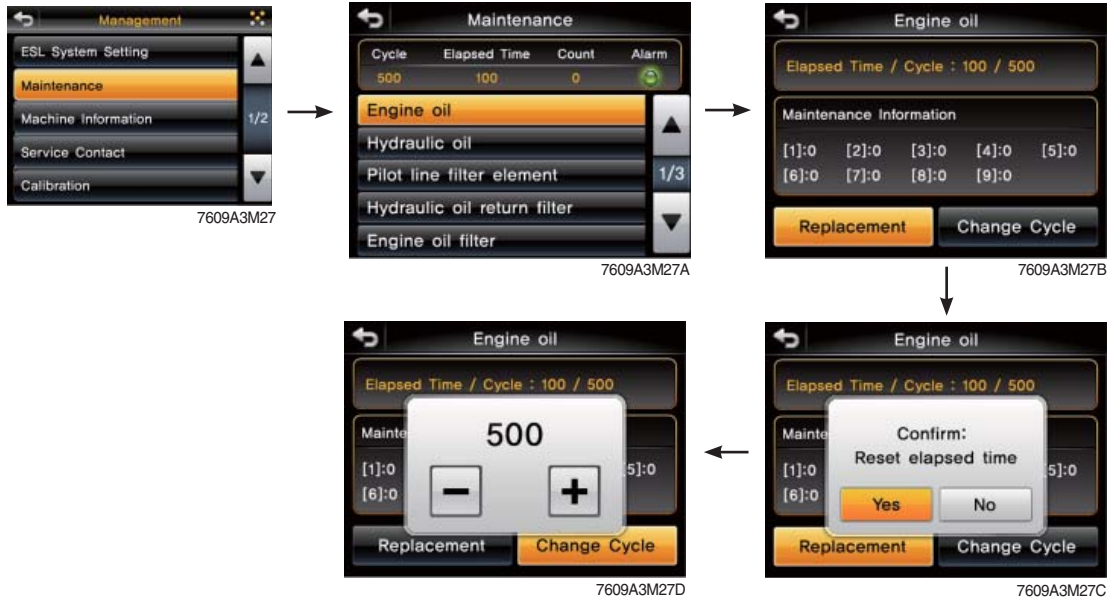 Management
ESL System Setting
Maintenance
Machine Information
1/2
Service Contact
Calibration
7609A3M27
Maintenance
Cycle Elapsed Time Count Alarm
500 100 0
Engine oil
Hydraulic oil
Pilot line filter element 1/3
Hydraulic oil return filter
Engine oil filter
7609A3M27A
Engine oil
Elapsed Time / Cycle : 100 / 500
Maintenance Information
[1]:0 [2]:0 [3]:0 [4]:0 [5]:0
[6]:0 [7]:0 [8]:0 [9]:0
Replacement Change Cycle
7609A3M27B
Engine oil
Elapsed Time / Cycle : 100 / 500
Mainte
Confirm:
Reset elapsed time
[1]:0 5]:0
[6]:0
Yes No
Replacement Change Cycle
7609A3M27C
Engine oil
Elapsed Time / Cycle : 100 / 500
Mainte
500
[1]:0 5]:0
[6]:0
− +
Replacement Change Cycle
7609A3M27D